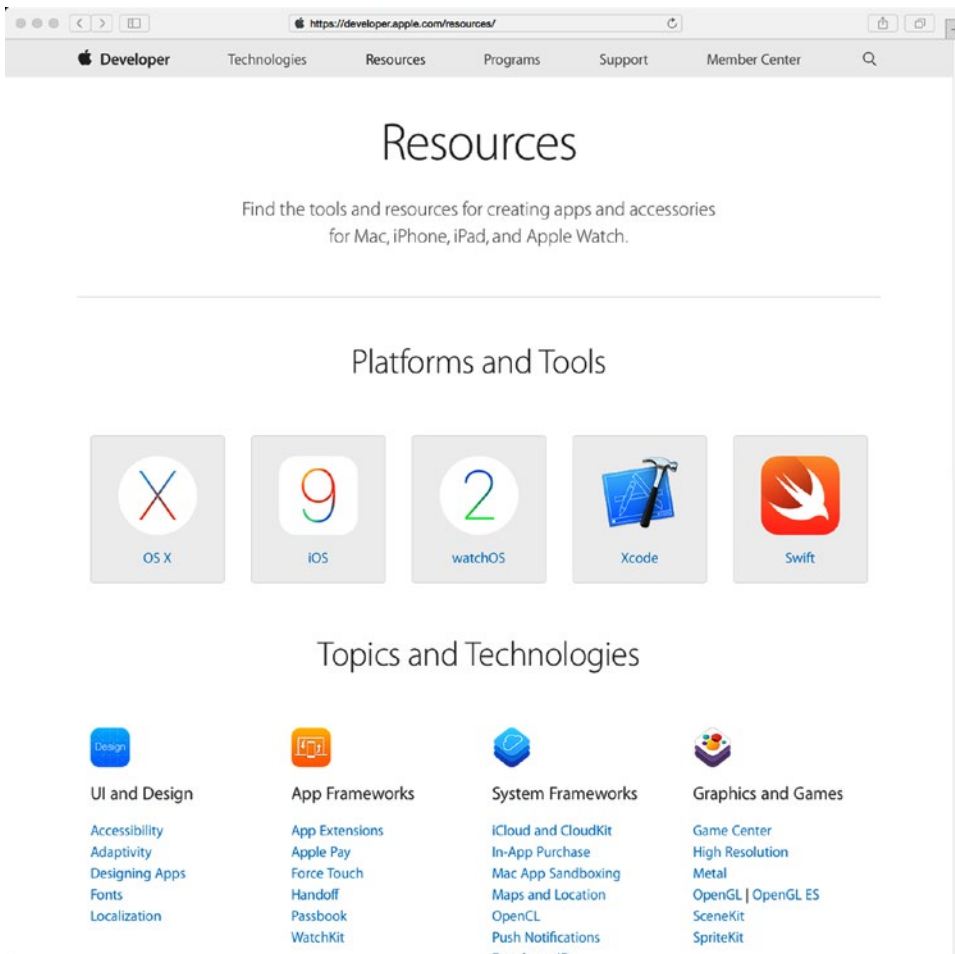 https://developer.apple.com/resources/
Developer Technologies Resources Programs Support Member Center
Resources
Find the tools and resources for creating apps and accessories
for Mac, iPhone, iPad, and Apple Watch.
Platforms and Tools
X 9 2
OS X iOS watchOS Xcode Swift
Topics and Technologies
Design
UI and Design
Accessibility
Adaptivity
Designing Apps
Fonts
Localization
App Frameworks
App Extensions
Apple Pay
Force Touch
Handoff
Passbook
WatchKit
System Frameworks
iCloud and CloudKit
In-App Purchase
Mac App Sandboxing
Maps and Location
OpenCL
Push Notifications
Graphics and Games
Game Center
High Resolution
Metal
OpenGL | OpenGL ES
SceneKit
SpriteKit